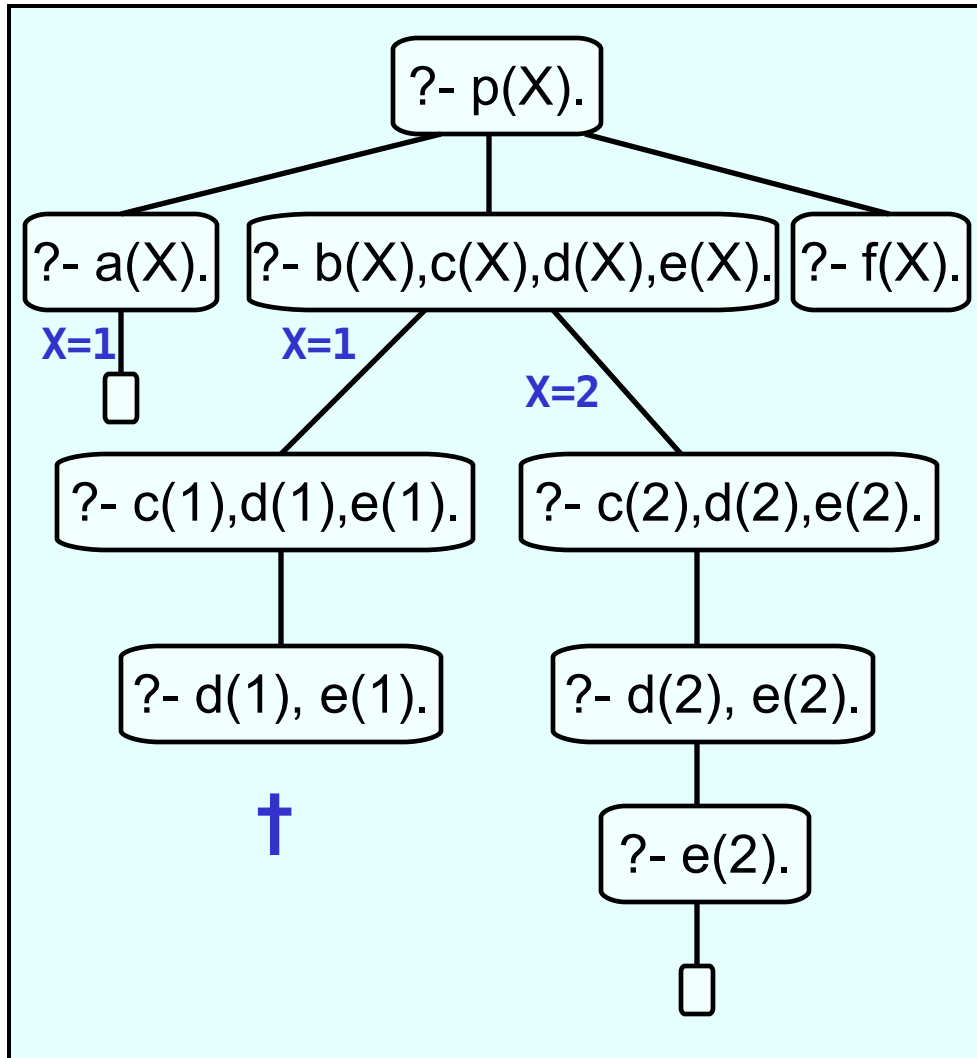 ?- p(X).
?- a(X).
?- b(X),c(X),d(X),e(X).
?- f(X).
X=1
X=1
X=2
?- c(1),d(1),e(1).
?- c(2),d(2),e(2).
?- d(1), e(1).
?- d(2), e(2).
†
?- e(2).